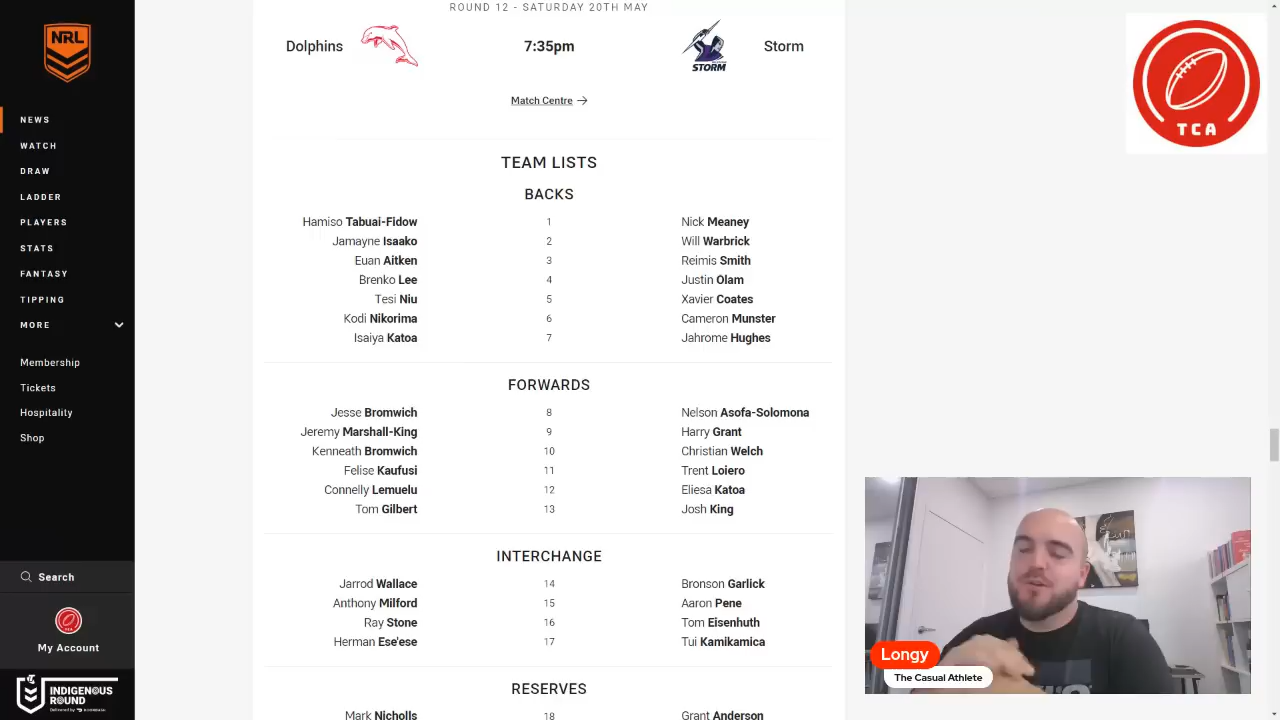 ROUND 12 - SATURDAY 20TH MAY
Dolphins 7:35pm STORM Storm
Match Centre
TEAM LISTS
BACKS
Hamiso Tabuai-Fidow 1 Nick Meaney
Jamayne Isaako 2 Will Warbrick
Euan Aitken 3 Reimis Smith
Brenko Lee 4 Justin Olam
Tesi Niu 5 Xavier Coates
Kodi Nikorima 6 Cameron Munster
Isaiya Katoa 7 Jahrome Hughes
FORWARDS
Jesse Bromwich 8 Nelson Asofa-Solomona
Jeremy Marshall-King 9 Harry Grant
Kenneath Bromwich 10 Christian Welch
Felise Kaufusi 11 Trent Loiero
Connelly Lemuelu 12 Eliesa Katoa
Tom Gilbert 13 Josh King
INTERCHANGE
Jarrod Wallace 14 Bronson Garlick
Anthony Milford 15 Aaron Pene
Ray Stone 16 Tom Eisenhuth
Herman Ese'ese 17 Tui Kamikamica
RESERVES
Mark Nicholls 18 Grant Anderson
NRL
NEWS
WATCH
DRAW
LADDER
PLAYERS
STATS
FANTASY
TIPPING
MORE
Membership
Tickets
Hospitality
Shop
Search
My Account
INDIGENOUS
ROUND
TCA
Longy
The Casual Athlete